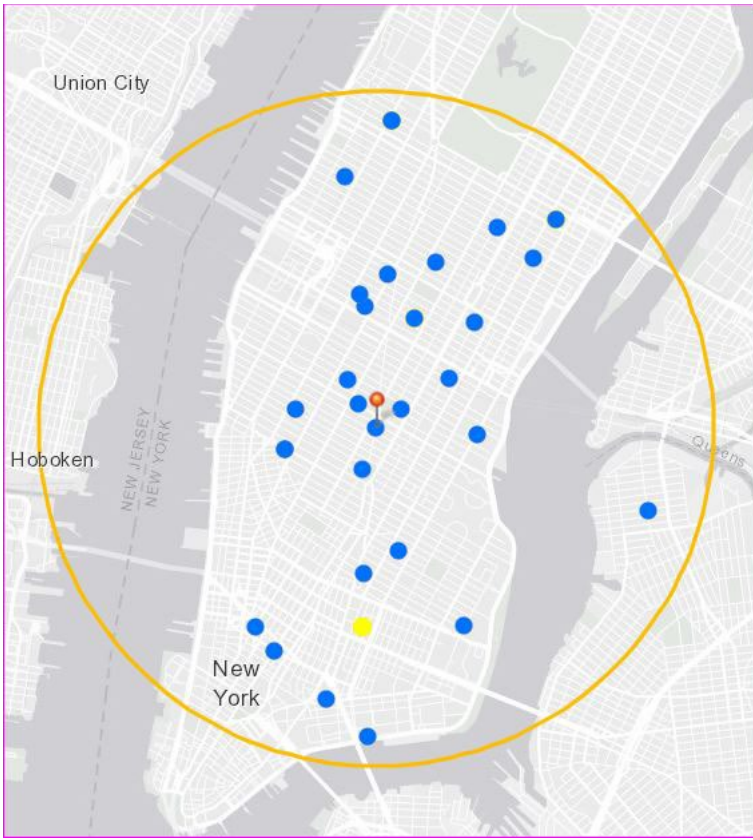 Union City
NEW JERSEY
NEW YORK
Hoboken
Queens
New
York